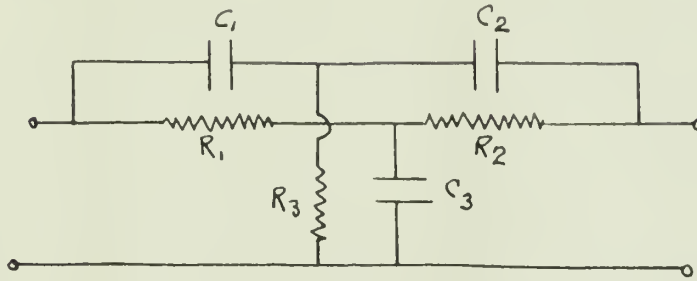 C₁ C₂
R₁ R₂
R₃ C₃